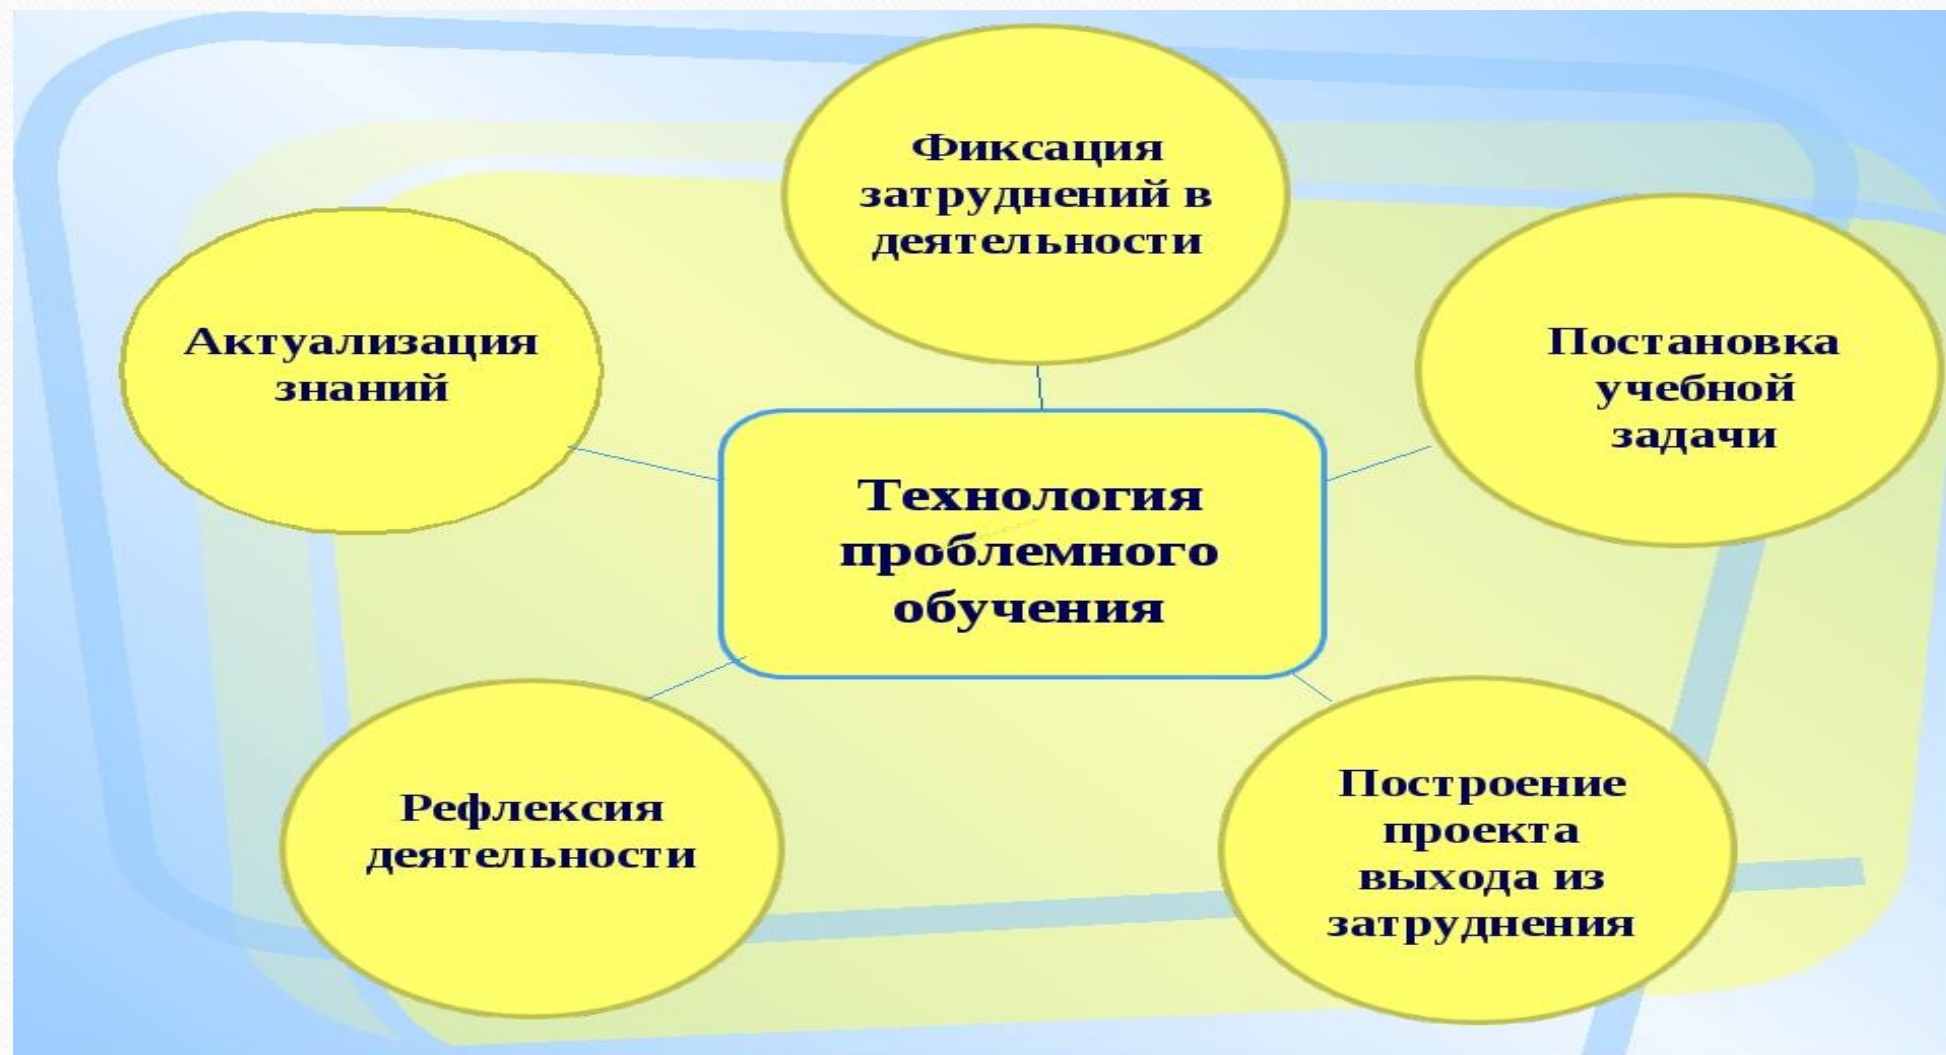 Фиксация
затруднений в
деятельности
Актуализация
знаний
Постановка
учебной
задачи
Технология
проблемного
обучения
Рефлексия
деятельности
Построение
проекта
выхода из
затруднения